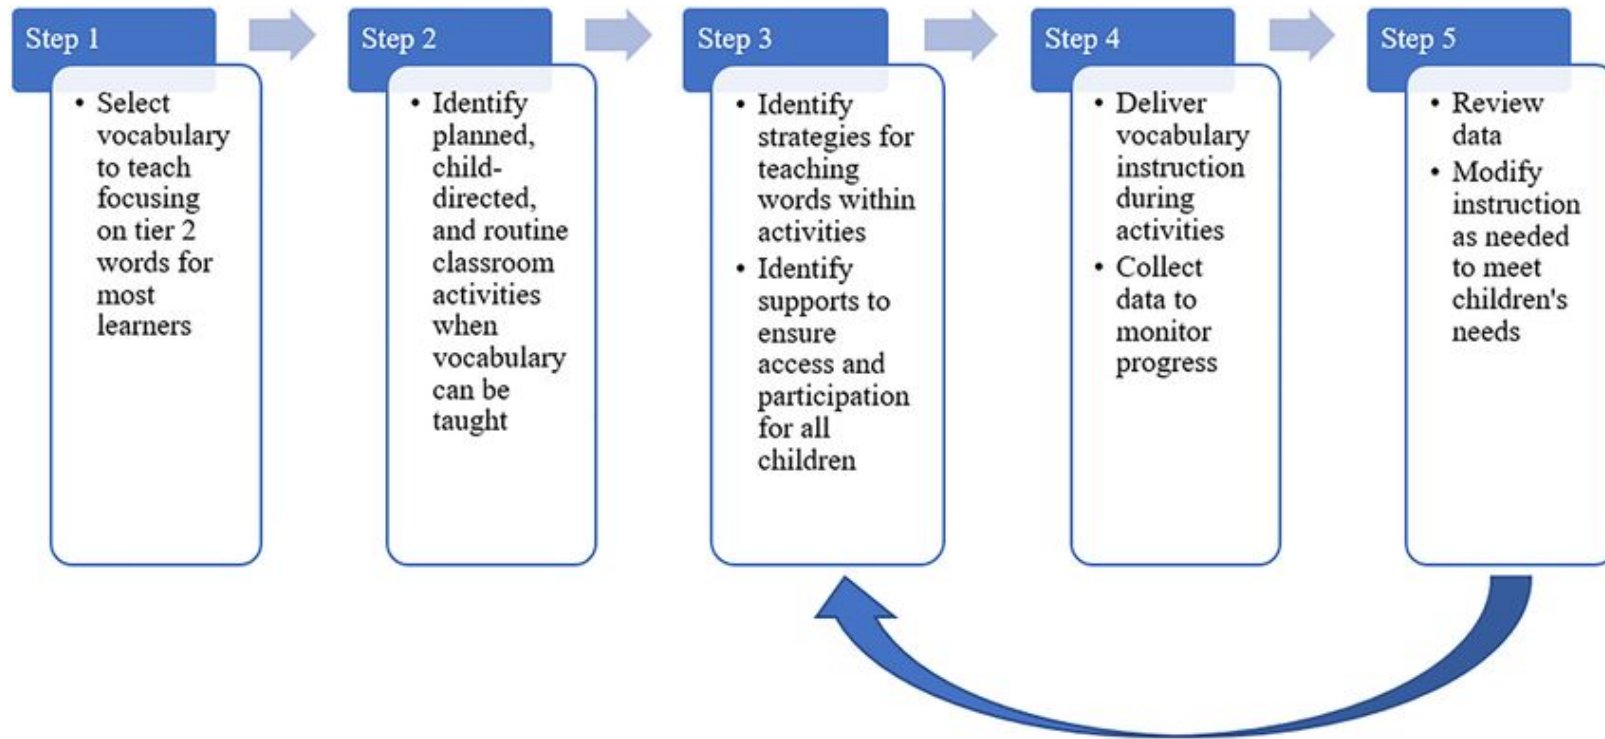 Step 1
• Select
vocabulary
to teach
focusing
on tier 2
words for
most
learners
Step 2
• Identify
planned,
child-
directed,
and routine
classroom
activities
when
vocabulary
can be
taught
Step 3
• Identify
strategies for
teaching
words within
activities
• Identify
supports to
ensure
access and
participation
for all
children
Step 4
• Deliver
vocabulary
instruction
during
activities
• Collect
data to
monitor
progress
Step 5
• Review
data
• Modify
instruction
as needed
to meet
children's
needs